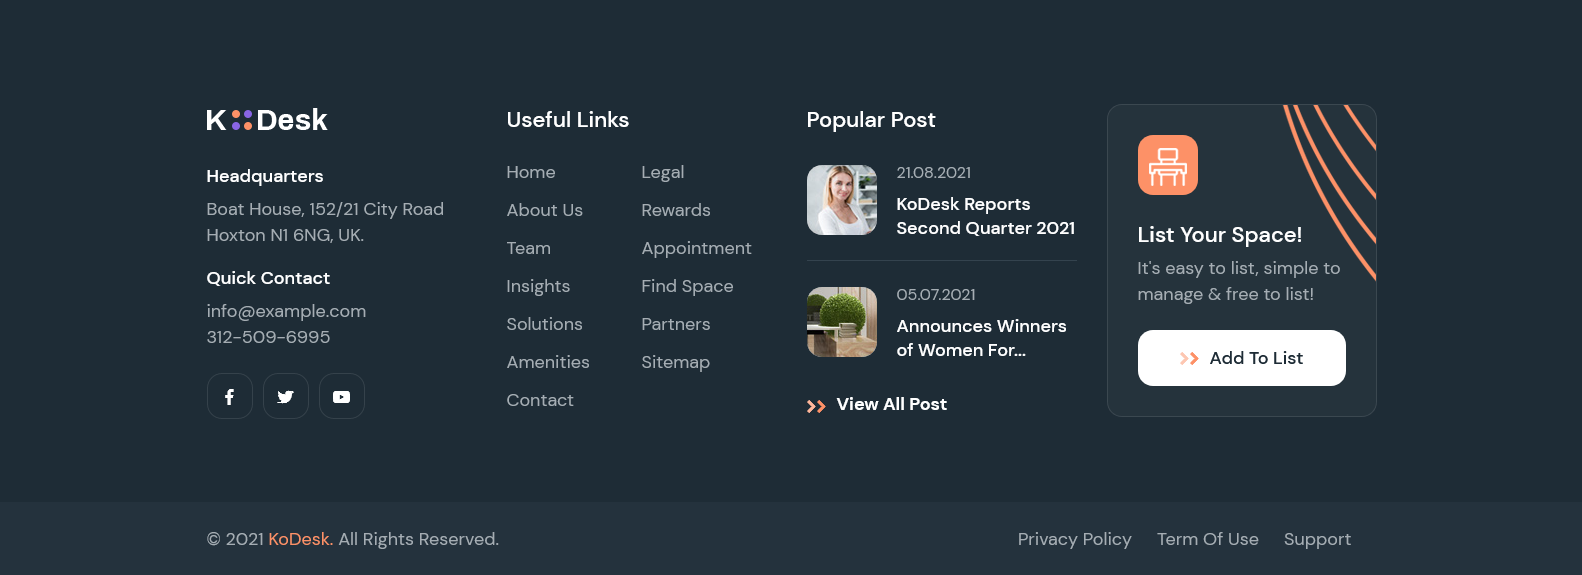 K Desk
Headquarters
Boat House, 152/21 City Road
Hoxton N1 6NG, UK.
Quick Contact
info@example.com
312-509-6995
Useful Links
Home
About Us
Team
Insights
Solutions
Amenities
Contact
Legal
Rewards
Appointment
Find Space
Partners
Sitemap
Popular Post
21.08.2021
KoDesk Reports
Second Quarter 2021
05.07.2021
Announces Winners
of Women For...
View All Post
List Your Space!
It's easy to list, simple to
manage & free to list!
Add To List
© 2021 KoDesk. All Rights Reserved.
Privacy Policy Term Of Use Support